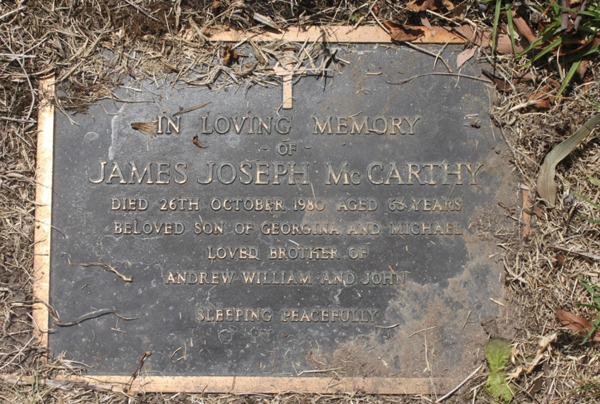 IN LOVING MEMORY
- OF -
JAMES JOSEPH MCCARTHY
DIED 26TH OCTOBER 1980 AGED 63 YEARS
BELOVED SON OF GEORGINA AND MICHAEL
LOVED BROTHER OF
ANDREW WILLIAM AND JOHN
SLEEPING PEACEFULLY